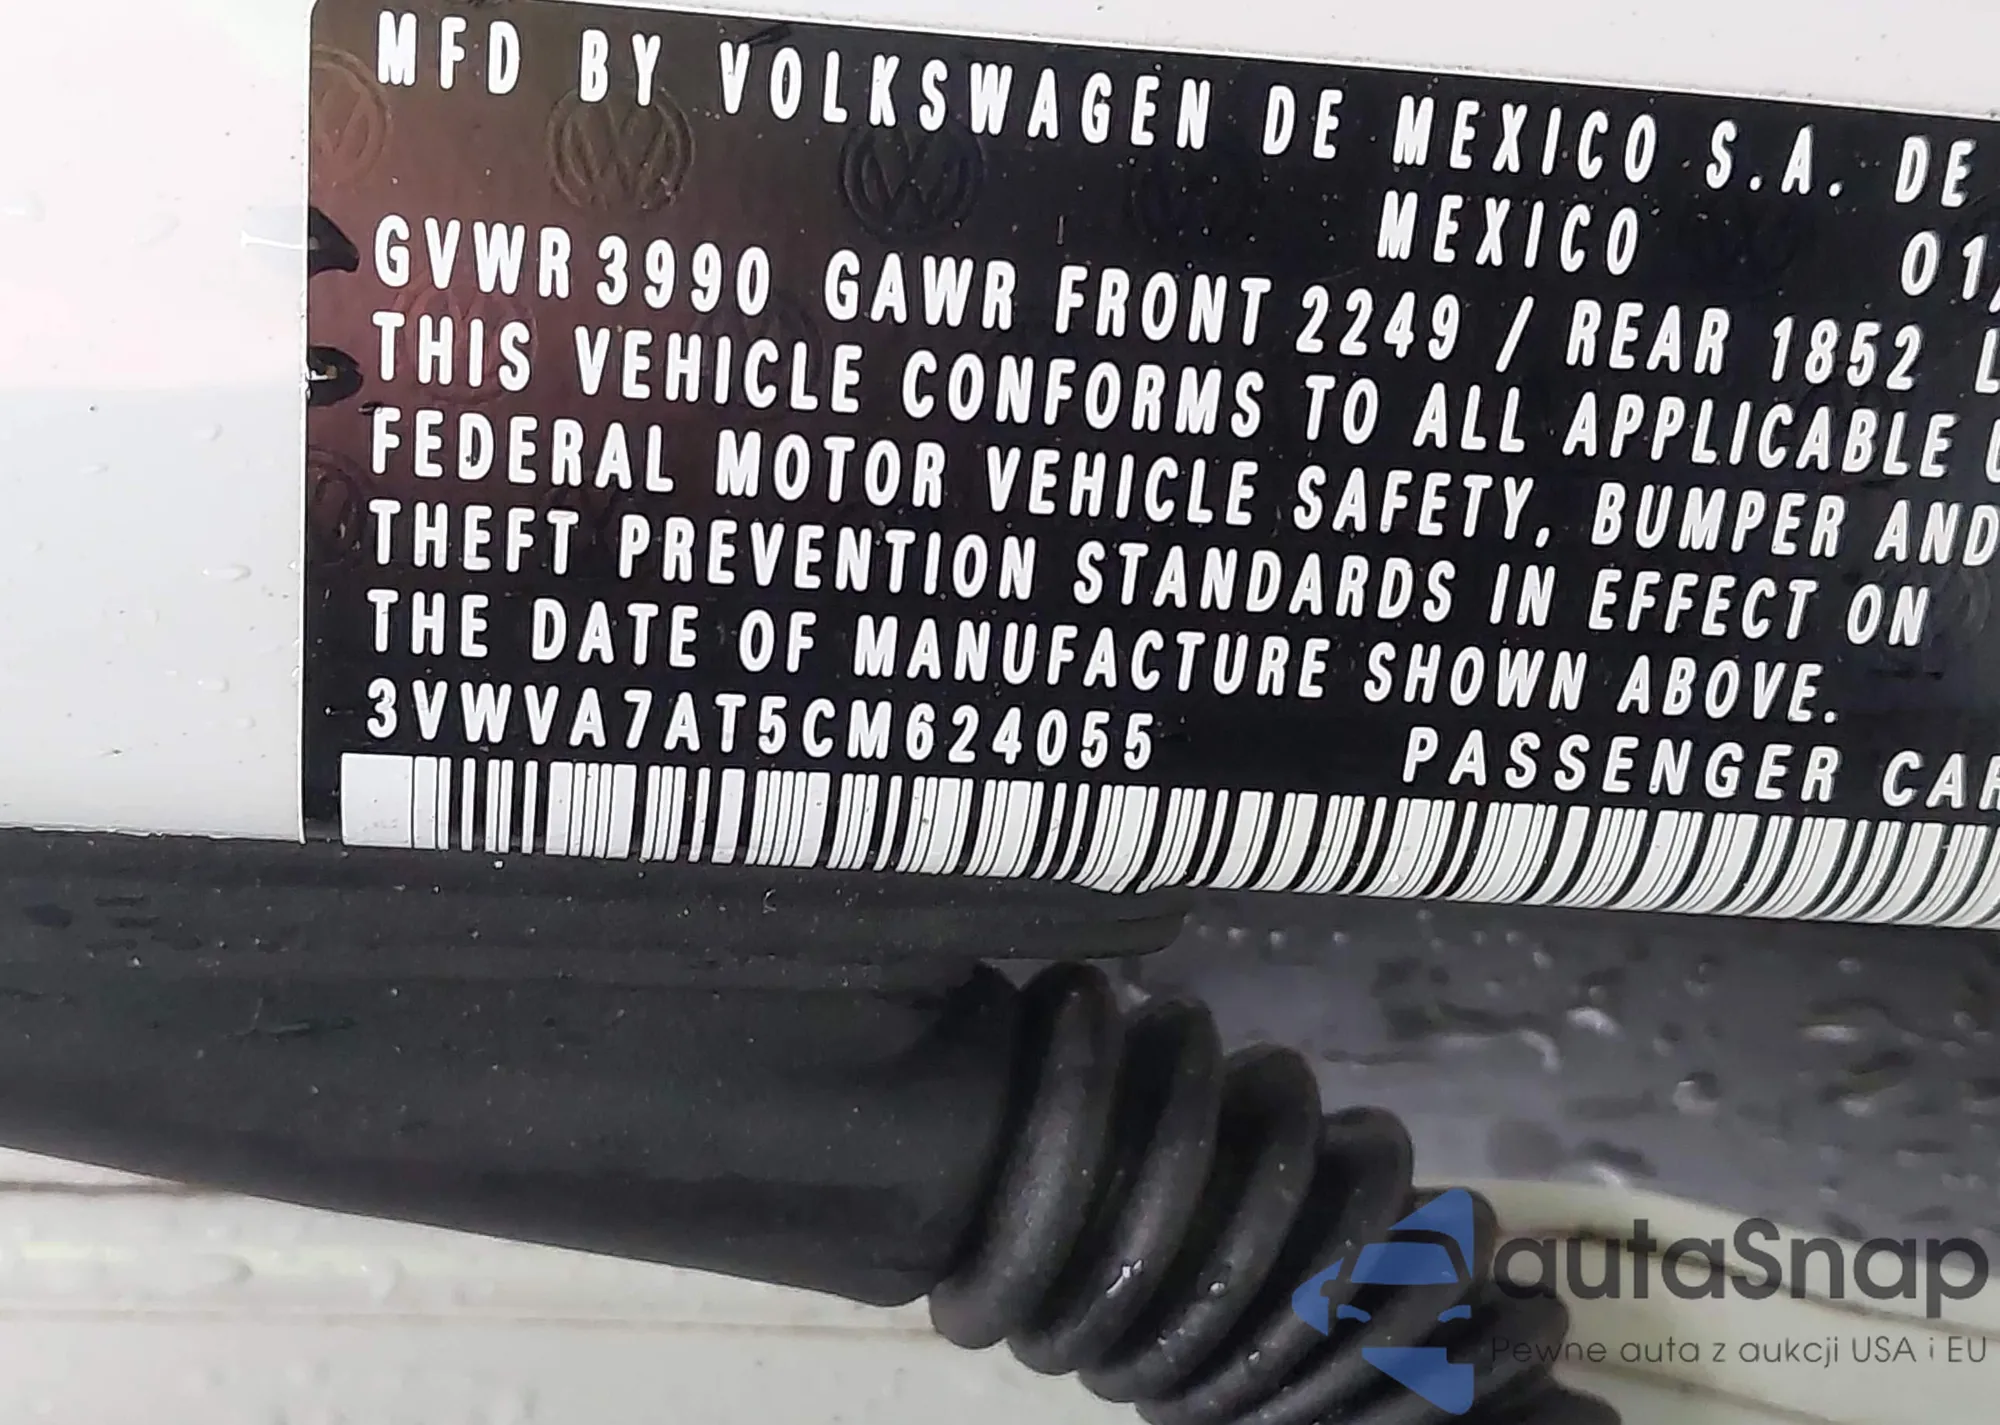 MFD BY VOLKSWAGEN DE MEXICO S.A. DE
MEXICO 01/
GVWR 3990 GAWR FRONT 2249 / REAR 1852 L
THIS VEHICLE CONFORMS TO ALL APPLICABLE
FEDERAL MOTOR VEHICLE SAFETY, BUMPER AND
THEFT PREVENTION STANDARDS IN EFFECT ON
THE DATE OF MANUFACTURE SHOWN ABOVE.
3VWVA7AT5CM624055 PASSENGER CAR
autaSnap
Pewne auta z aukcji USA i EU